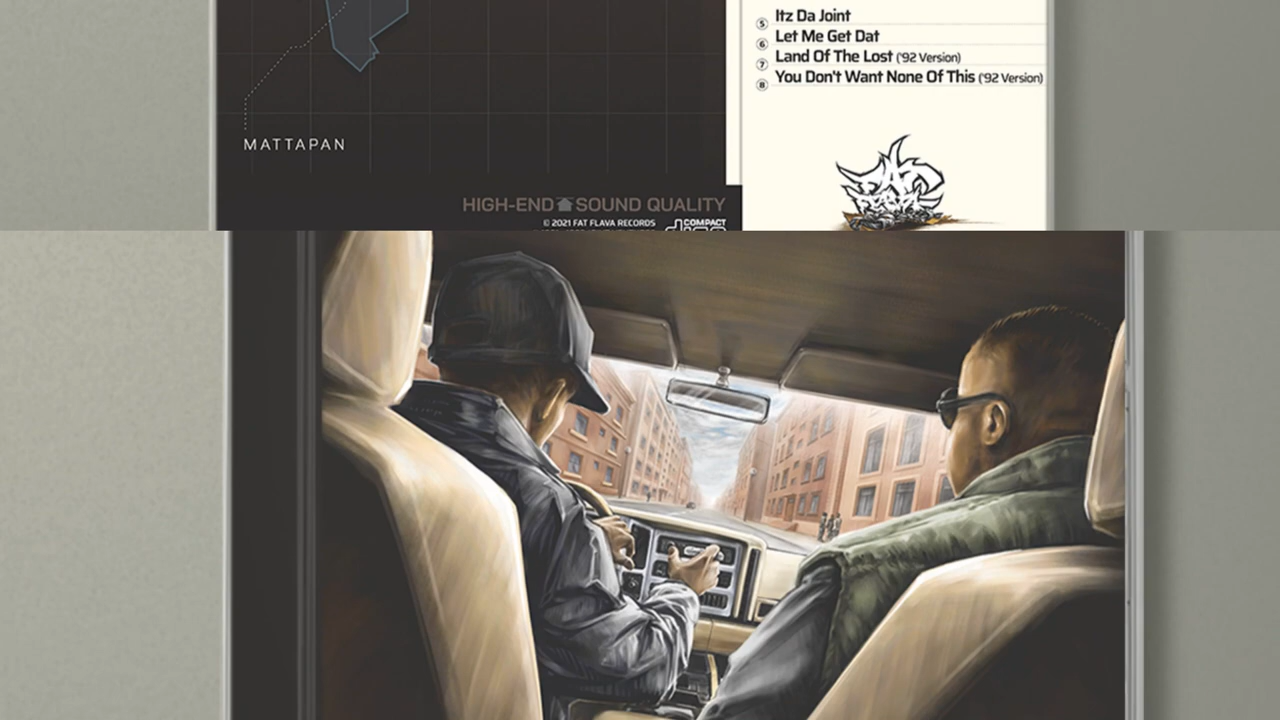 5 Itz Da Joint
6 Let Me Get Dat
7 Land Of The Lost ('92 Version)
8 You Don't Want None Of This ('92 Version)
MATTAPAN
HIGH-END SOUND QUALITY
© 2021 FAT FLAVA RECORDS
COMPACT